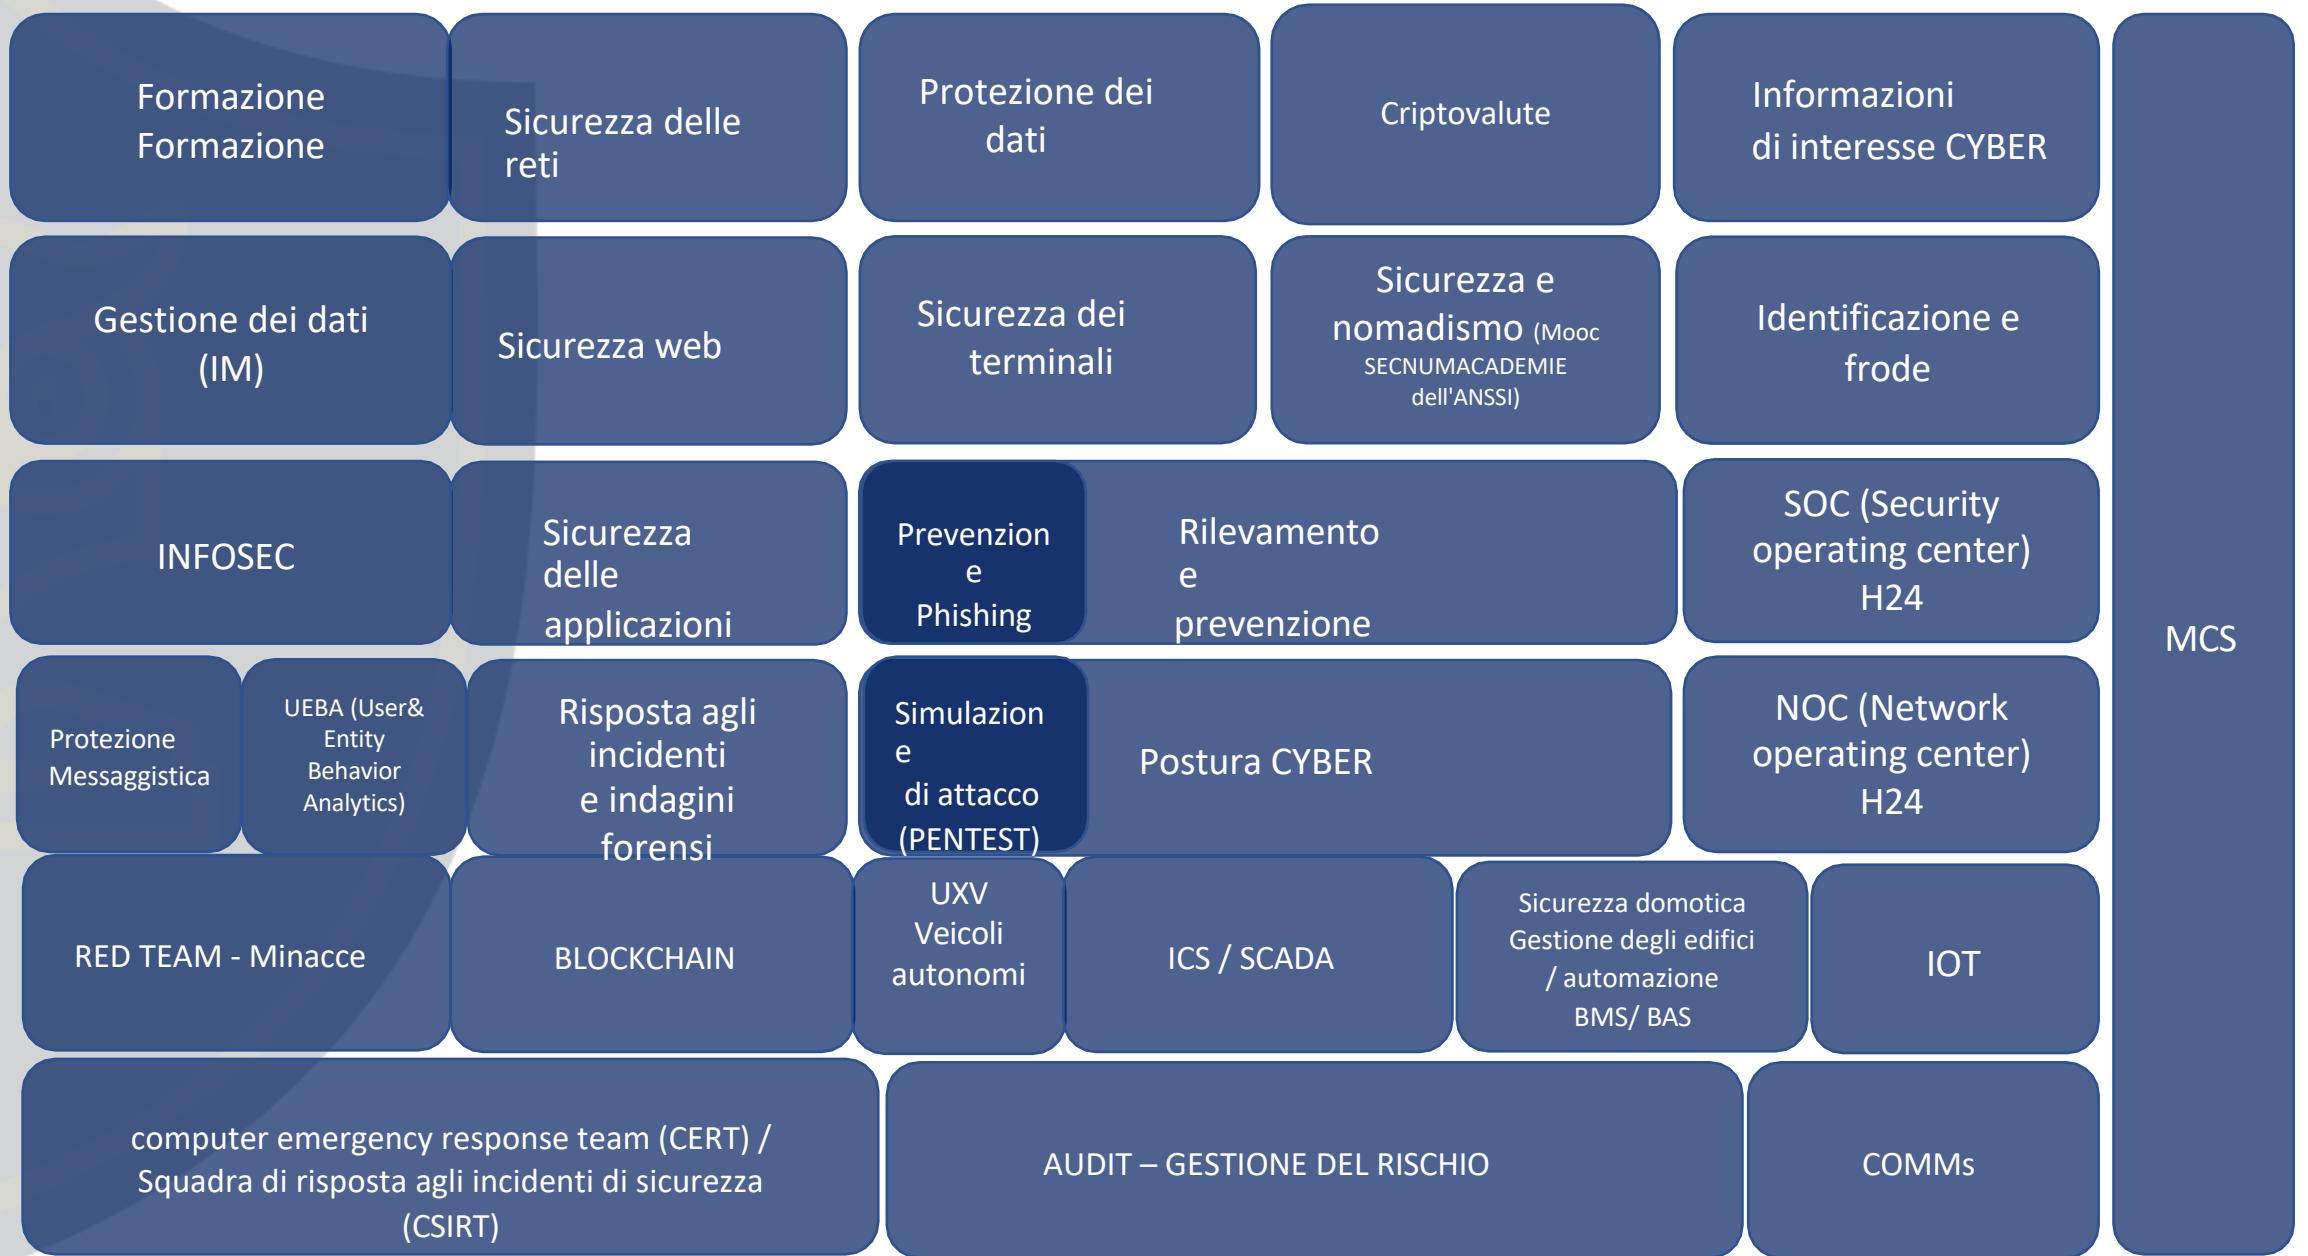 Formazione
Formazione
Sicurezza delle
reti
Protezione dei
dati
Criptovalute
Informazioni
di interesse CYBER
Gestione dei dati
(IM)
Sicurezza web
Sicurezza dei
terminali
Sicurezza e
nomadismo (Mooc
SECNUMACADEMIE
dell'ANSSI)
Identificazione e
frode
INFOSEC
Sicurezza
delle
applicazioni
Prevenzion
e
Phishing
Rilevamento
e
prevenzione
SOC (Security
operating center)
H24
MCS
Protezione
Messaggistica
UEBA (User&
Entity
Behavior
Analytics)
Risposta agli
incidenti
e indagini
forensi
Simulazion
e
di attacco
(PENTEST)
Postura CYBER
NOC (Network
operating center)
H24
RED TEAM - Minacce
BLOCKCHAIN
UXV
Veicoli
autonomi
ICS / SCADA
Sicurezza domotica
Gestione degli edifici
/ automazione
BMS/ BAS
IOT
computer emergency response team (CERT) /
Squadra di risposta agli incidenti di sicurezza
(CSIRT)
AUDIT – GESTIONE DEL RISCHIO
COMMs